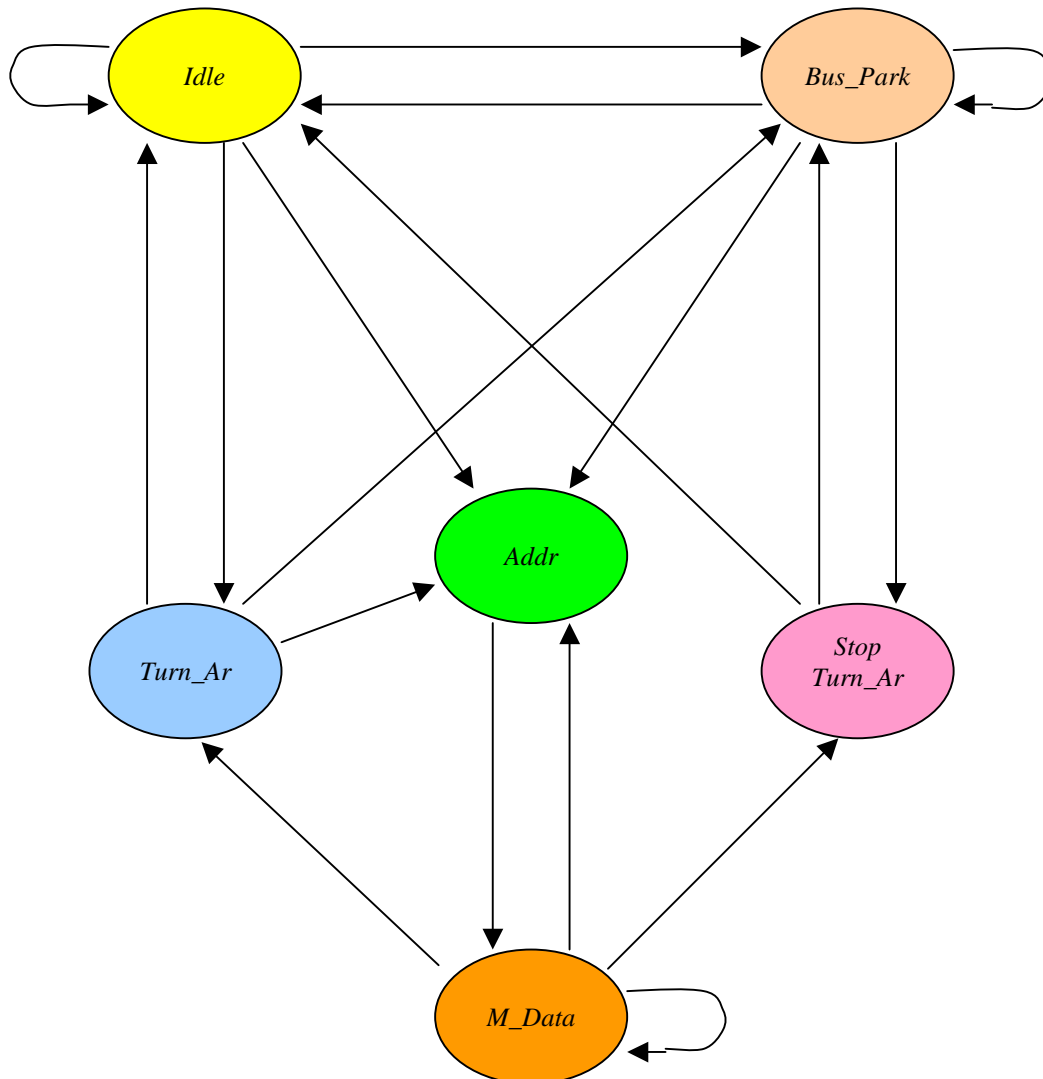 Idle
Bus_Park
Addr
Turn_Ar
Stop
Turn_Ar
M_Data